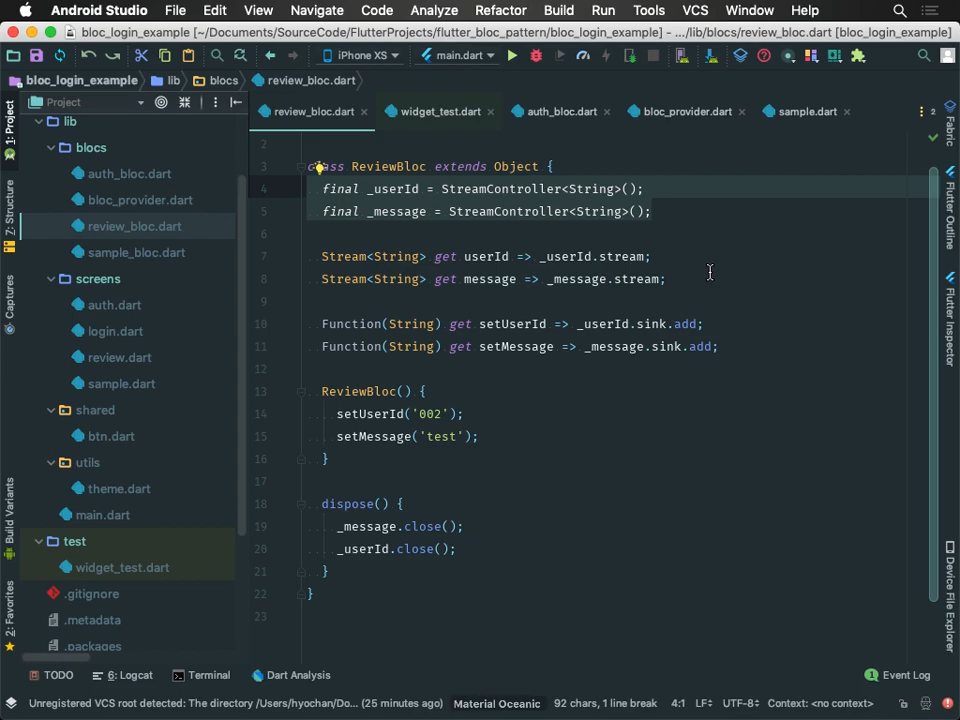 Android Studio File Edit View Navigate Code Analyze Refactor Build Run Tools VCS Window Help
bloc_login_example [~/Documents/SourceCode/FlutterProjects/flutter_bloc_pattern/bloc_login_example] - .../lib/blocs/review_bloc.dart [bloc_login_example]
iPhone XS main.dart
bloc_login_example lib blocs review_bloc.dart
Project
review_bloc.dart widget_test.dart auth_bloc.dart bloc_provider.dart sample.dart 2
1: Project
Z: Structure
Captures
Build Variants
2: Favorites
lib
blocs
auth_bloc.dart
bloc_provider.dart
review_bloc.dart
sample_bloc.dart
screens
auth.dart
login.dart
review.dart
sample.dart
shared
btn.dart
utils
theme.dart
main.dart
test
widget_test.dart
.gitignore
.metadata
.packages
2
3 class ReviewBloc extends Object {
4 final _userId = StreamController<String>();
5 final _message = StreamController<String>();
6
7 Stream<String> get userId => _userId.stream;
8 Stream<String> get message => _message.stream;
9
10 Function(String) get setUserId => _userId.sink.add;
11 Function(String) get setMessage => _message.sink.add;
12
13 ReviewBloc() {
14 setUserId('002');
15 setMessage('test');
16 }
17
18 dispose() {
19 _message.close();
20 _userId.close();
21 }
22 }
23
Fabric
Flutter Outline
Flutter Inspector
Device File Explorer
TODO 6: Logcat Terminal Dart Analysis 1 Event Log
Unregistered VCS root detected: The directory /Users/hyochan/Do... (25 minutes ago) Material Oceanic 92 chars, 1 line break 4:1 LF UTF-8 Context: <no context>